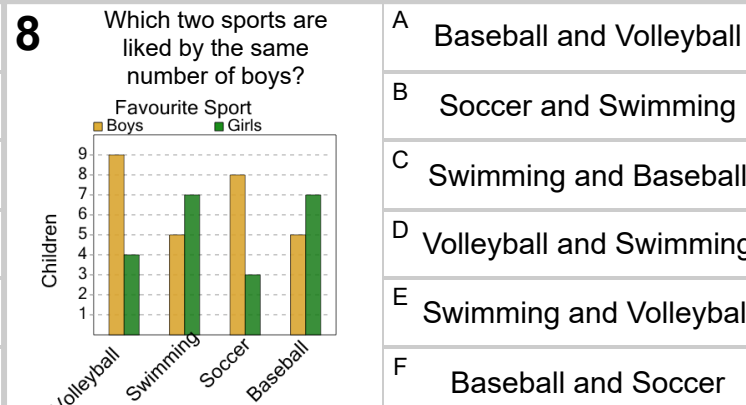 8
Which two sports are
liked by the same
number of boys?
Favourite Sport
Boys Girls
9
8
7
6
5
4
3
2
1
Children
Volleyball
Swimming
Soccer
Baseball
A Baseball and Volleyball
B Soccer and Swimming
C Swimming and Baseball
D Volleyball and Swimming
E Swimming and Volleyball
F Baseball and Soccer